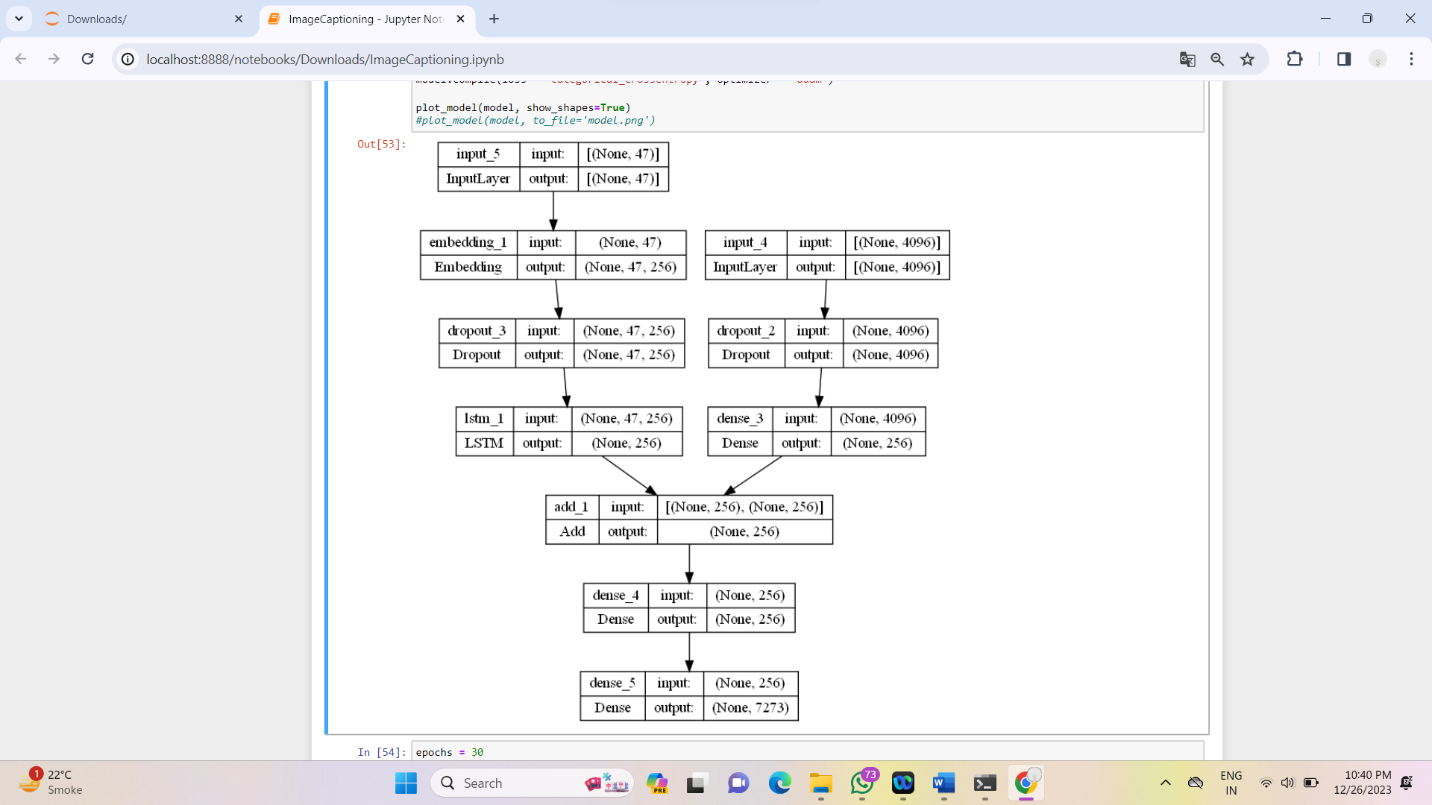 Downloads/
ImageCaptioning - Jupyter Not
localhost:8888/notebooks/Downloads/ImageCaptioning.ipynb
plot_model(model, show_shapes=True)
#plot_model(model, to_file='model.png')
Out[53]:
input_5 input: [(None, 47)]
InputLayer output: [(None, 47)]
embedding_1 input: (None, 47)
Embedding output: (None, 47, 256)
input_4 input: [(None, 4096)]
InputLayer output: [(None, 4096)]
dropout_3 input: (None, 47, 256)
Dropout output: (None, 47, 256)
dropout_2 input: (None, 4096)
Dropout output: (None, 4096)
lstm_1 input: (None, 47, 256)
LSTM output: (None, 256)
dense_3 input: (None, 4096)
Dense output: (None, 256)
add_1 input: [(None, 256), (None, 256)]
Add output: (None, 256)
dense_4 input: (None, 256)
Dense output: (None, 256)
dense_5 input: (None, 256)
Dense output: (None, 7273)
In [54]: epochs = 30
1
22°C
Smoke
Search
PRE
73
ENG
IN
10:40 PM
12/26/2023